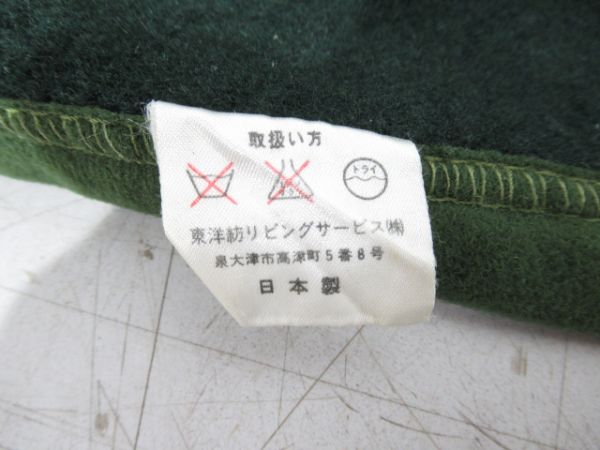 取扱い方
ドライ
東洋紡リビングサービス㈱
泉大津市高津町5番8号
日本製